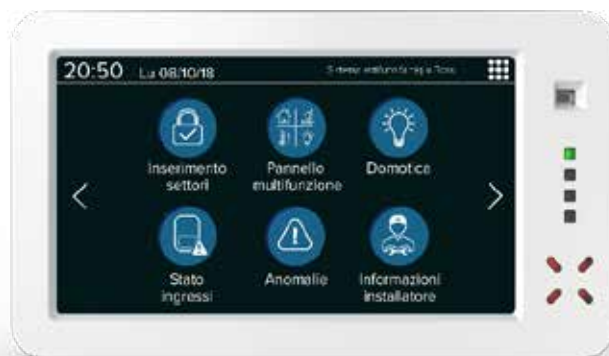 20:50 Lu 08/10/18
Inserimento
settori
Pannello
multifunzione
Domotica
Stato
ingressi
Anomalie
Informazioni
installatore